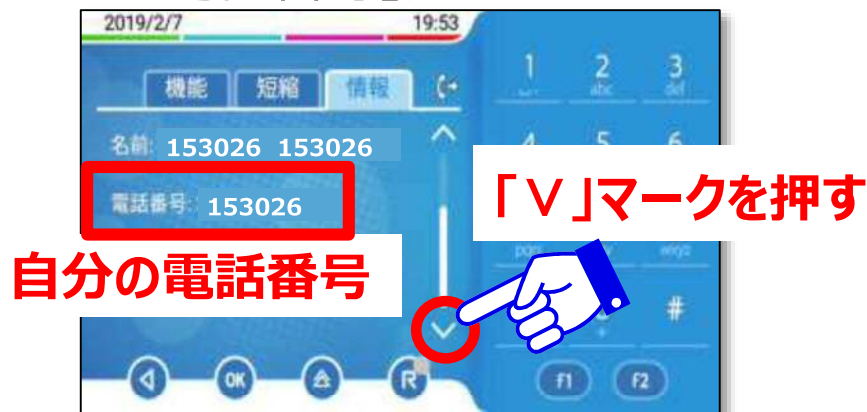 2019/2/7 19:53
機能 短縮 情報
1 2 3
abc def
名前: 153026 153026
4 5 6
「∨」マークを押す
電話番号: 153026
自分の電話番号
#
OK R F1 F2